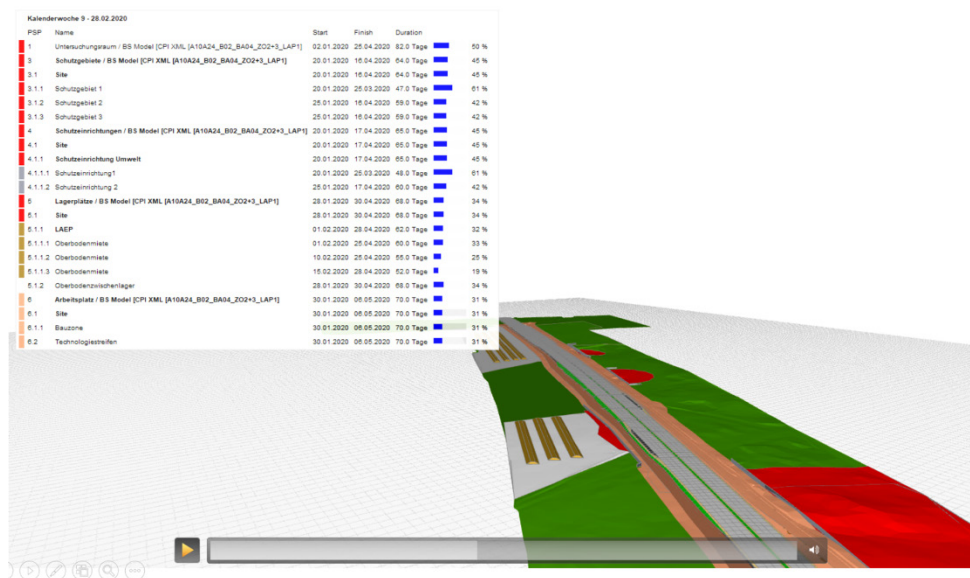 Kalenderwoche 9 - 28.02.2020
PSP Name Start Finish Duration
1 Untersuchungsraum / BS Model [CPI XML [A10A24_B02_BA04_ZO2+3_LAP1] 02.01.2020 25.04.2020 82.0 Tage 50 %
3 Schutzgebiete / BS Model [CPI XML [A10A24_B02_BA04_ZO2+3_LAP1] 20.01.2020 16.04.2020 64.0 Tage 45 %
3.1 Site 20.01.2020 16.04.2020 64.0 Tage 45 %
3.1.1 Schutzgebiet 1 20.01.2020 25.03.2020 47.0 Tage 61 %
3.1.2 Schutzgebiet 2 25.01.2020 16.04.2020 59.0 Tage 42 %
3.1.3 Schutzgebiet 3 25.01.2020 16.04.2020 59.0 Tage 42 %
4 Schutzeinrichtungen / BS Model [CPI XML [A10A24_B02_BA04_ZO2+3_LAP1] 20.01.2020 17.04.2020 65.0 Tage 45 %
4.1 Site 20.01.2020 17.04.2020 65.0 Tage 45 %
4.1.1 Schutzeinrichtung Umwelt 20.01.2020 17.04.2020 65.0 Tage 45 %
4.1.1.1 Schutzeinrichtung1 20.01.2020 25.03.2020 48.0 Tage 61 %
4.1.1.2 Schutzeinrichtung 2 25.01.2020 17.04.2020 60.0 Tage 42 %
5 Lagerplätze / BS Model [CPI XML [A10A24_B02_BA04_ZO2+3_LAP1] 28.01.2020 30.04.2020 68.0 Tage 34 %
5.1 Site 28.01.2020 30.04.2020 68.0 Tage 34 %
5.1.1 LAEP 01.02.2020 28.04.2020 62.0 Tage 32 %
5.1.1.1 Oberbodenmiete 01.02.2020 25.04.2020 60.0 Tage 33 %
5.1.1.2 Oberbodenmiete 10.02.2020 25.04.2020 55.0 Tage 25 %
5.1.1.3 Oberbodenmiete 15.02.2020 28.04.2020 52.0 Tage 19 %
5.1.2 Oberbodenzwischenlager 28.01.2020 30.04.2020 68.0 Tage 34 %
6 Arbeitsplatz / BS Model [CPI XML [A10A24_B02_BA04_ZO2+3_LAP1] 30.01.2020 06.05.2020 70.0 Tage 31 %
6.1 Site 30.01.2020 06.05.2020 70.0 Tage 31 %
6.1.1 Bauzone 30.01.2020 06.05.2020 70.0 Tage 31 %
6.2 Technologiestreifen 30.01.2020 06.05.2020 70.0 Tage 31 %